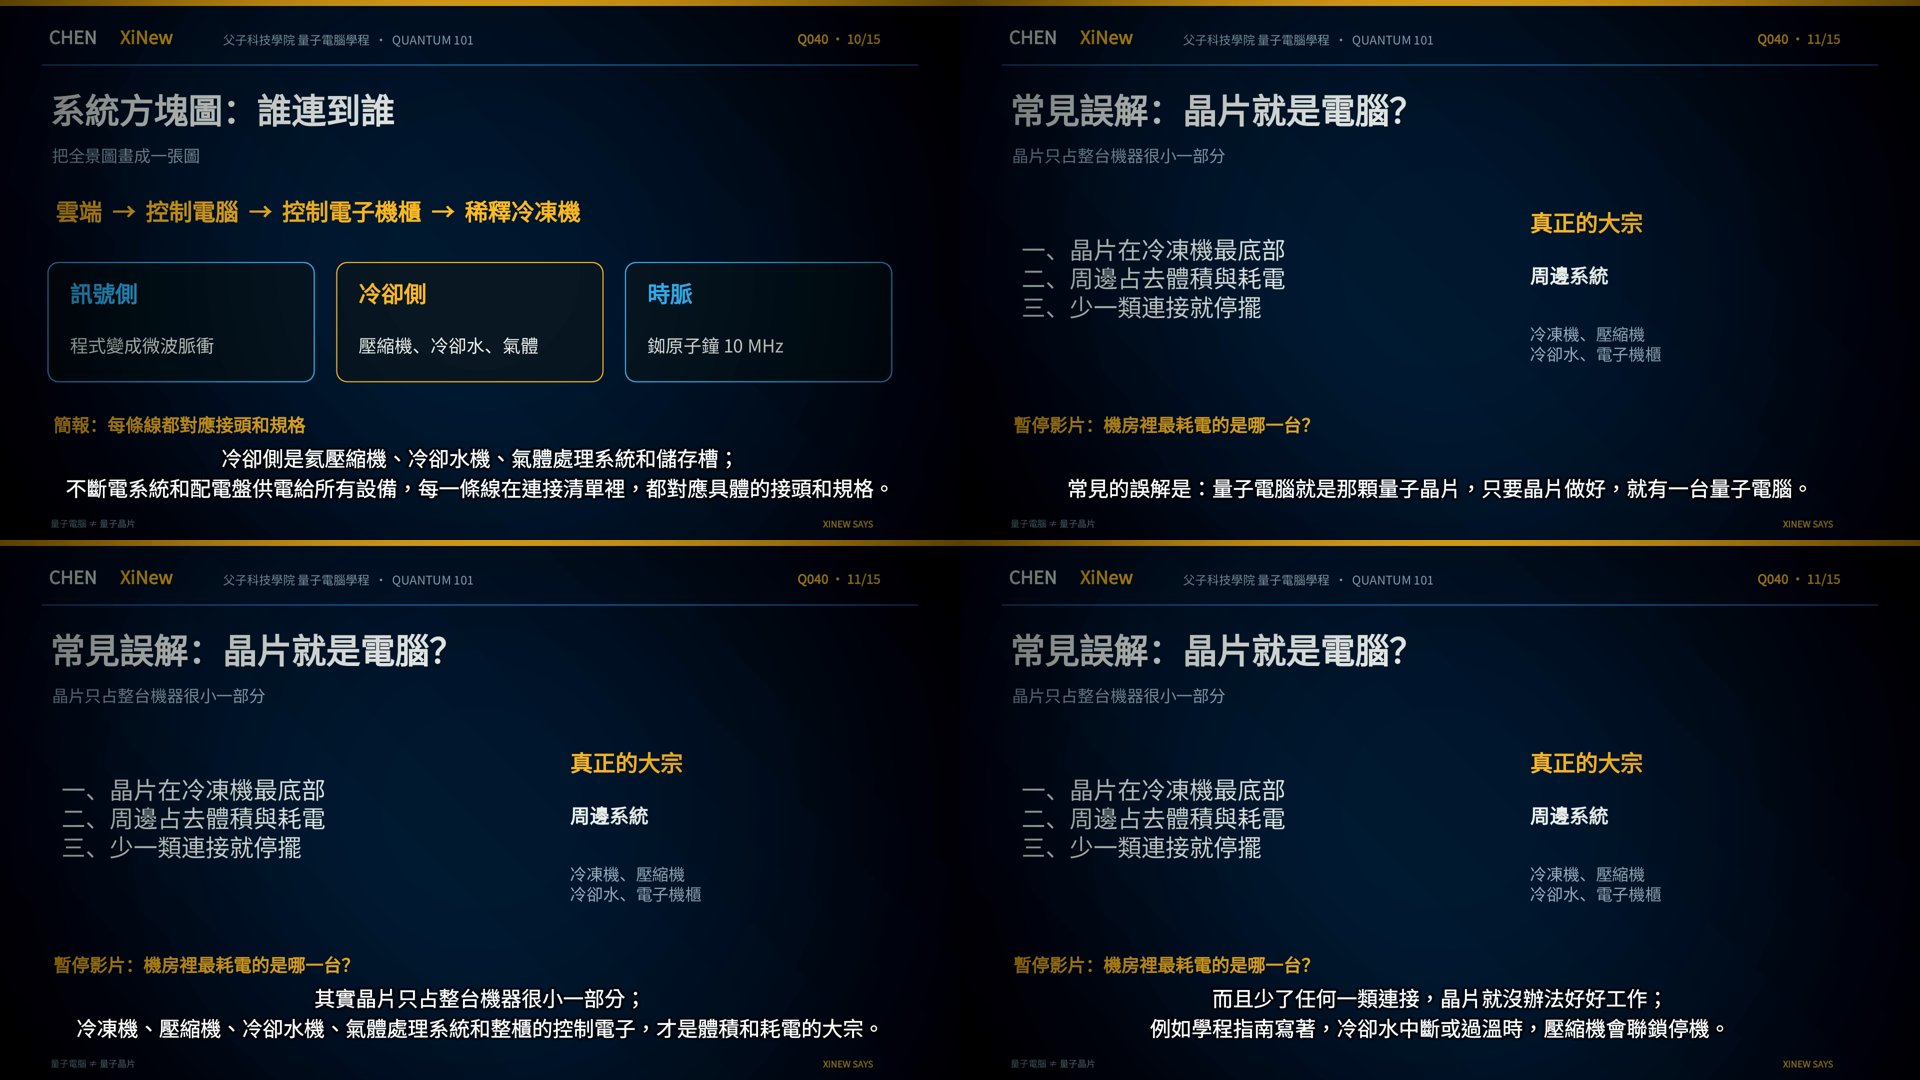 CHEN XiNew 父子科技學院 量子電腦學程 · QUANTUM 101 Q040 · 10/15
系統方塊圖：誰連到誰
把全景圖畫成一張圖
雲端 → 控制電腦 → 控制電子機櫃 → 稀釋冷凍機
訊號側
程式變成微波脈衝
冷卻側
壓縮機、冷卻水、氣體
時脈
銣原子鐘 10 MHz
簡報：每條線都對應接頭和規格
冷卻側是氦壓縮機、冷卻水機、氣體處理系統和儲存槽；
不斷電系統和配電盤供電給所有設備，每一條線在連接清單裡，都對應具體的接頭和規格。
量子電腦 ≠ 量子晶片 XINEW SAYS
CHEN XiNew 父子科技學院 量子電腦學程 · QUANTUM 101 Q040 · 11/15
常見誤解：晶片就是電腦？
晶片只占整台機器很小一部分
一、晶片在冷凍機最底部
二、周邊占去體積與耗電
三、少一類連接就停擺
真正的大宗
周邊系統
冷凍機、壓縮機
冷卻水、電子機櫃
暫停影片：機房裡最耗電的是哪一台？
常見的誤解是：量子電腦就是那顆量子晶片，只要晶片做好，就有一台量子電腦。
量子電腦 ≠ 量子晶片 XINEW SAYS
CHEN XiNew 父子科技學院 量子電腦學程 · QUANTUM 101 Q040 · 11/15
常見誤解：晶片就是電腦？
晶片只占整台機器很小一部分
一、晶片在冷凍機最底部
二、周邊占去體積與耗電
三、少一類連接就停擺
真正的大宗
周邊系統
冷凍機、壓縮機
冷卻水、電子機櫃
暫停影片：機房裡最耗電的是哪一台？
其實晶片只占整台機器很小一部分；
冷凍機、壓縮機、冷卻水機、氣體處理系統和整櫃的控制電子，才是體積和耗電的大宗。
量子電腦 ≠ 量子晶片 XINEW SAYS
CHEN XiNew 父子科技學院 量子電腦學程 · QUANTUM 101 Q040 · 11/15
常見誤解：晶片就是電腦？
晶片只占整台機器很小一部分
一、晶片在冷凍機最底部
二、周邊占去體積與耗電
三、少一類連接就停擺
真正的大宗
周邊系統
冷凍機、壓縮機
冷卻水、電子機櫃
暫停影片：機房裡最耗電的是哪一台？
而且少了任何一類連接，晶片就沒辦法好好工作；
例如學程指南寫著，冷卻水中斷或過溫時，壓縮機會聯鎖停機。
量子電腦 ≠ 量子晶片 XINEW SAYS